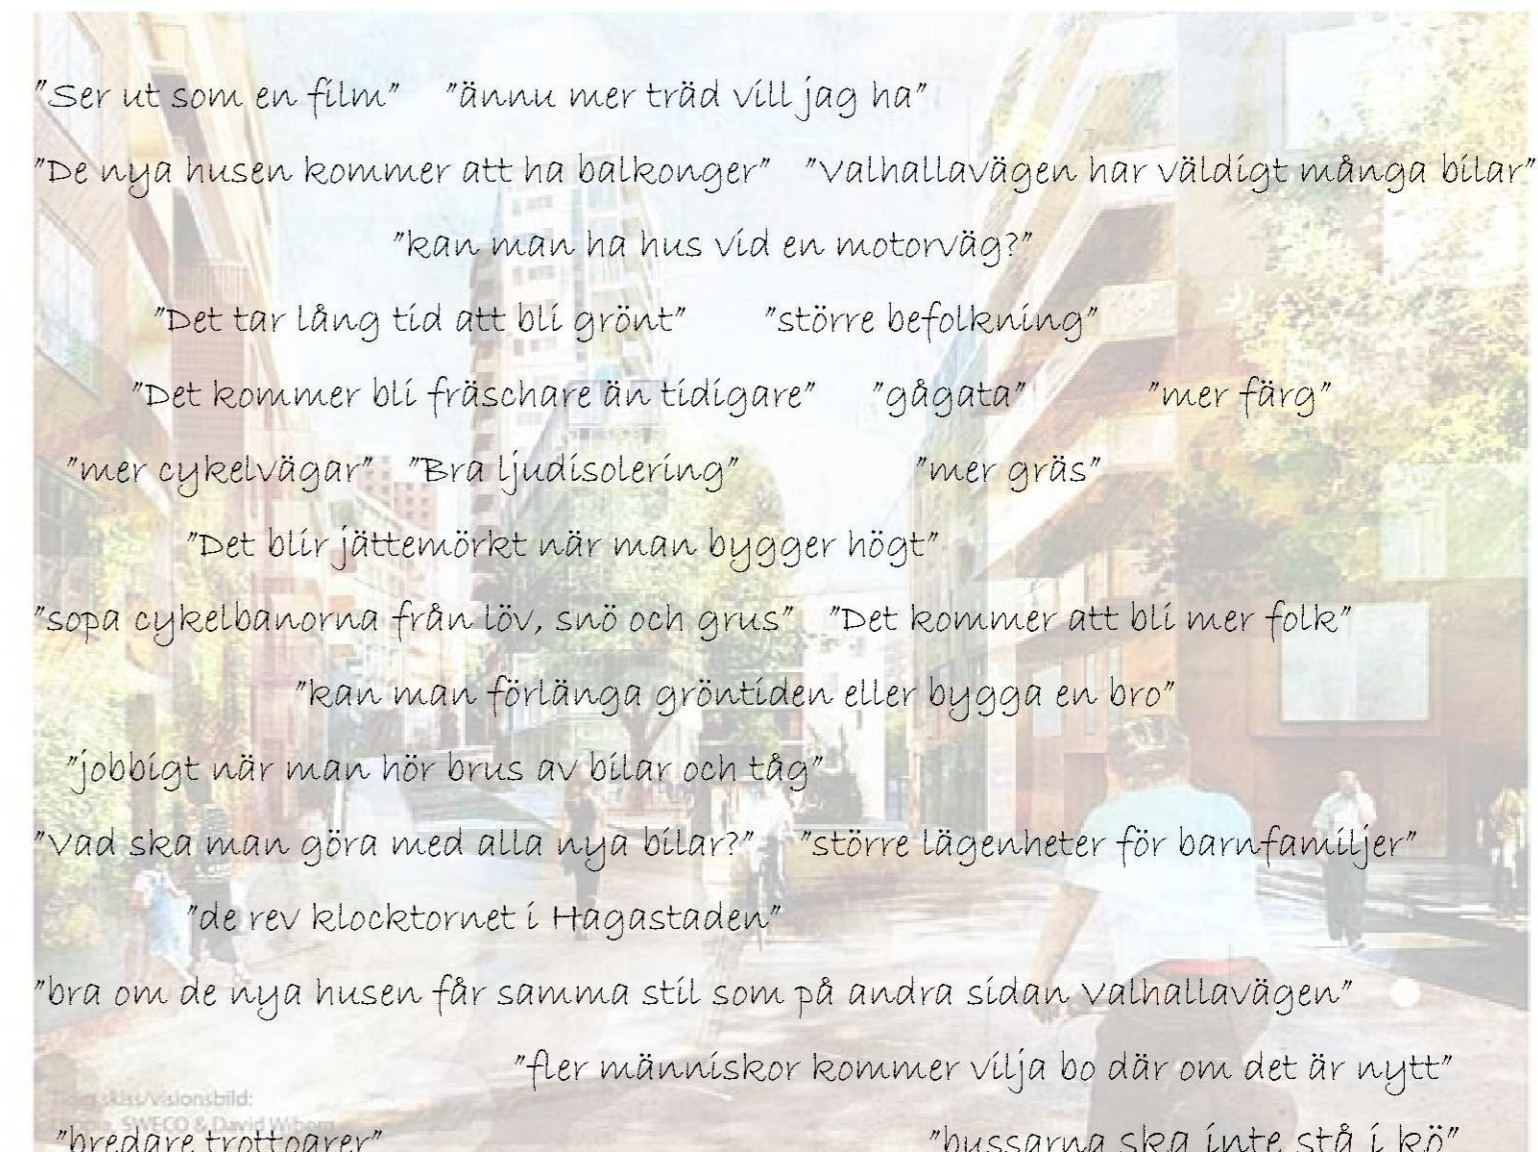 "Ser ut som en film" "ännu mer träd vill jag ha"
"De nya husen kommer att ha balkonger" "Valhallavägen har väldigt många bilar"
"kan man ha hus vid en motorväg?"
"Det tar lång tid att bli grönt" "större befolkning"
"Det kommer bli fräschare än tidigare" "gågata" "mer färg"
"mer cykelvägar" "Bra ljudisolering" "mer gräs"
"Det blir jättemörkt när man bygger högt"
"sopa cykelbanorna från löv, snö och grus" "Det kommer att bli mer folk"
"kan man förlänga gröntiden eller bygga en bro"
"jobbigt när man hör brus av bilar och tåg"
"Vad ska man göra med alla nya bilar?" "större lägenheter för barnfamiljer"
"de rev klocktornet i Hagastaden"
"bra om de nya husen får samma stil som på andra sidan Valhallavägen"
"fler människor kommer vilja bo där om det är nytt"
Tidig skiss/visionsbild:
SWECO & David Wiberg
"bredare trottoarer" "bussarna ska inte stå i kö"